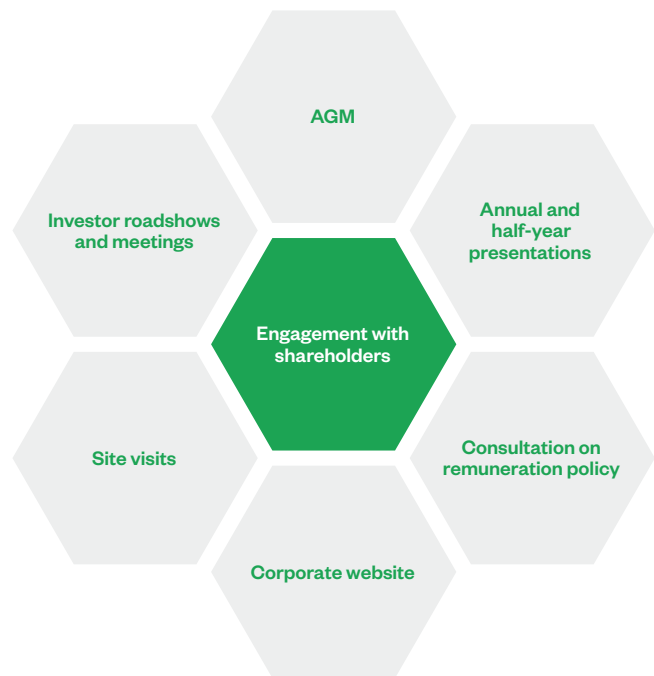 AGM
Investor roadshows
and meetings
Annual and
half-year
presentations
Engagement with
shareholders
Site visits
Consultation on
remuneration policy
Corporate website